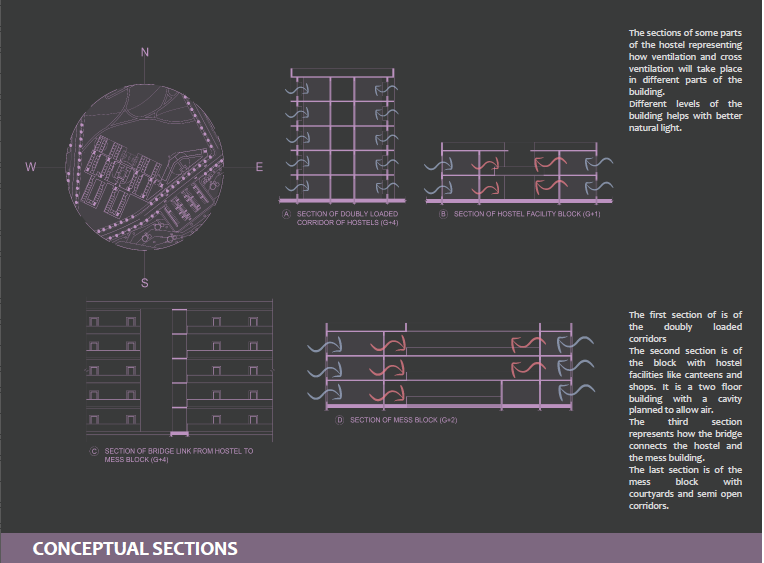 The sections of some parts
of the hostel representing
how ventilation and cross
ventilation will take place
in different parts of the
building.
Different levels of the
building helps with better
natural light.
N
W
E
S
A SECTION OF DOUBLY LOADED
CORRIDOR OF HOSTELS (G+4)
B SECTION OF HOSTEL FACILITY BLOCK (G+1)
C SECTION OF BRIDGE LINK FROM HOSTEL TO
MESS BLOCK (G+4)
D SECTION OF MESS BLOCK (G+2)
The first section of is of
the doubly loaded
corridors
The second section is of
the block with hostel
facilities like canteens and
shops. It is a two floor
building with a cavity
planned to allow air.
The third section
represents how the bridge
connects the hostel and
the mess building.
The last section is of the
mess block with
courtyards and semi open
corridors.
CONCEPTUAL SECTIONS